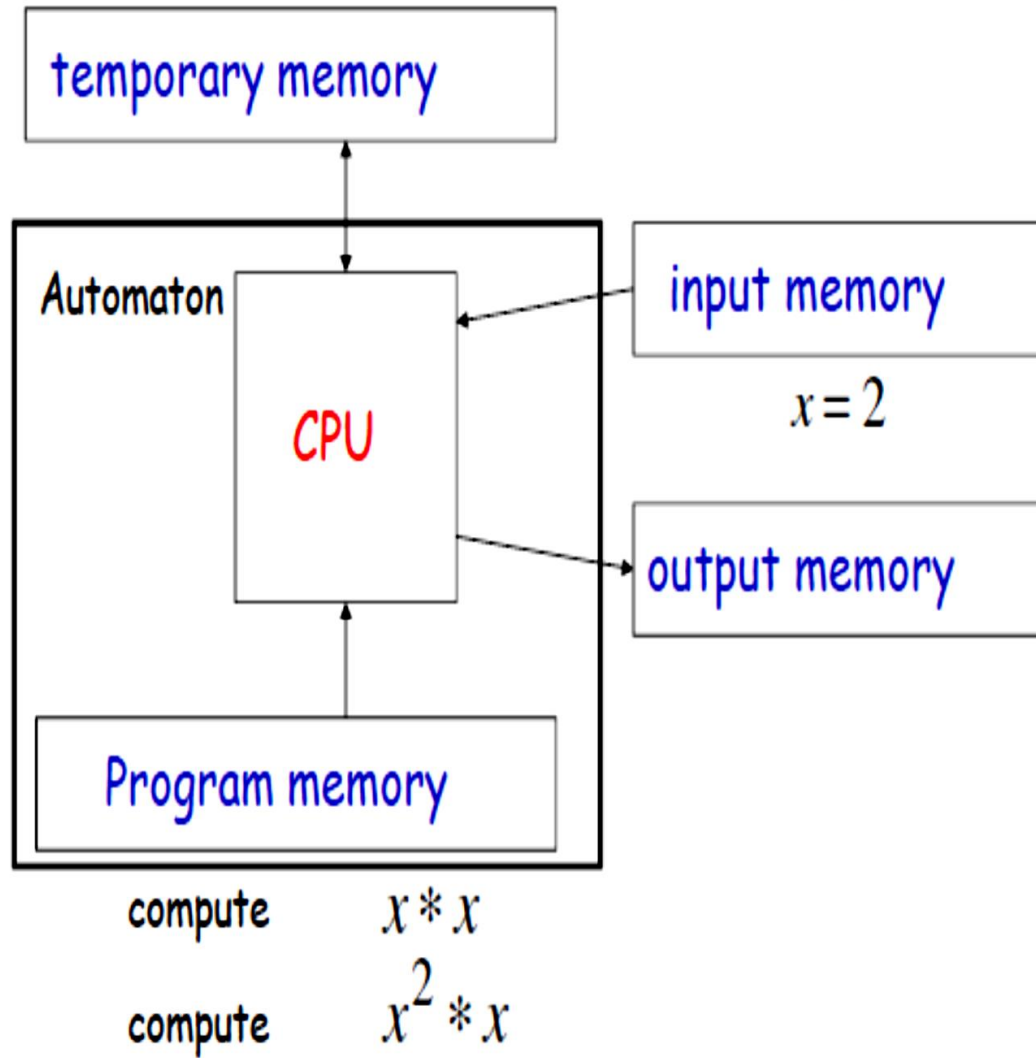 temporary memory
Automaton
input memory
CPU
x = 2
output memory
Program memory
compute x * x
compute x² * x